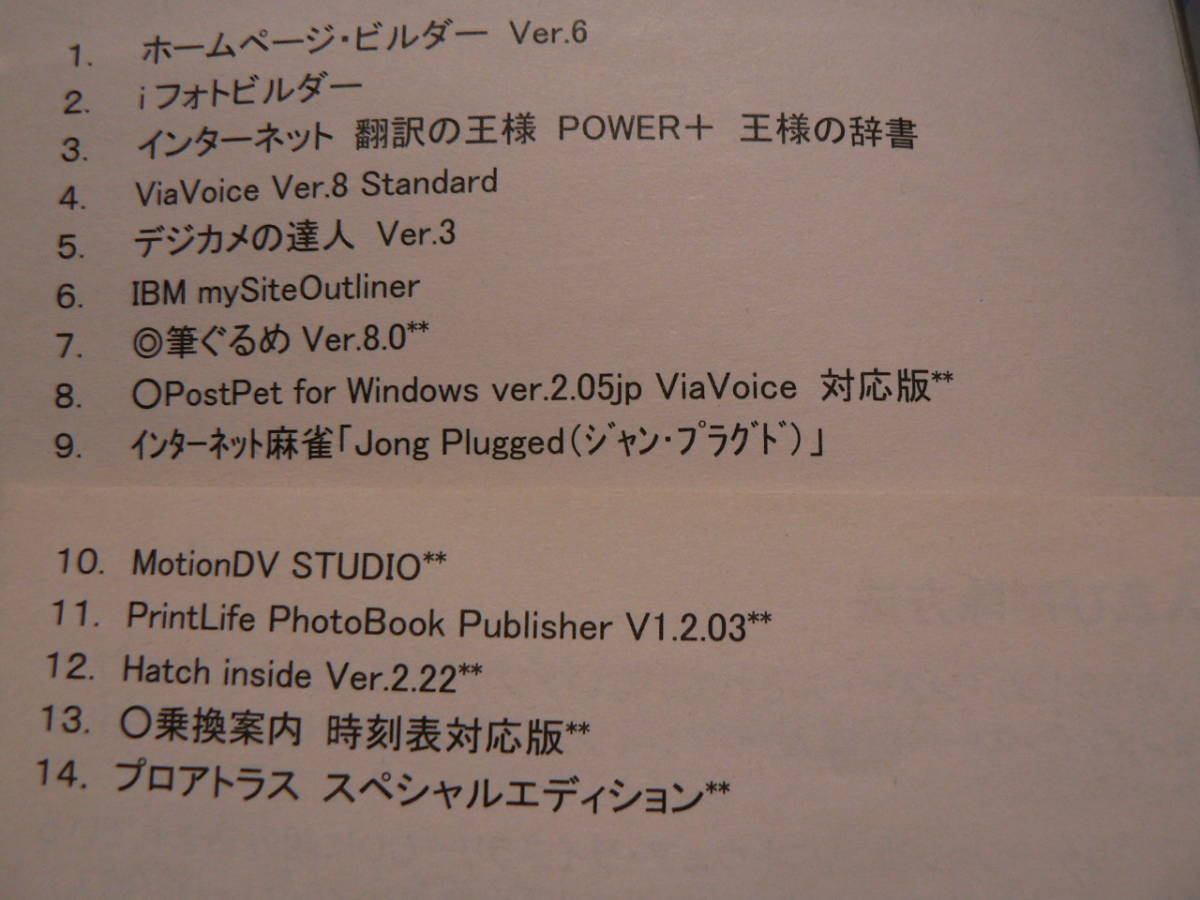 1. ホームページ・ビルダー Ver.6
2. iフォトビルダー
3. インターネット 翻訳の王様 POWER＋ 王様の辞書
4. ViaVoice Ver.8 Standard
5. デジカメの達人 Ver.3
6. IBM mySiteOutliner
7. ◎筆ぐるめ Ver.8.0**
8. ○PostPet for Windows ver.2.05jp ViaVoice 対応版**
9. ｲﾝﾀｰﾈｯﾄ麻雀「Jong Plugged（ｼﾞｬﾝ・ﾌﾟﾗｸﾞﾄﾞ）」
10. MotionDV STUDIO**
11. PrintLife PhotoBook Publisher V1.2.03**
12. Hatch inside Ver.2.22**
13. ○乗換案内 時刻表対応版**
14. プロアトラス スペシャルエディション**